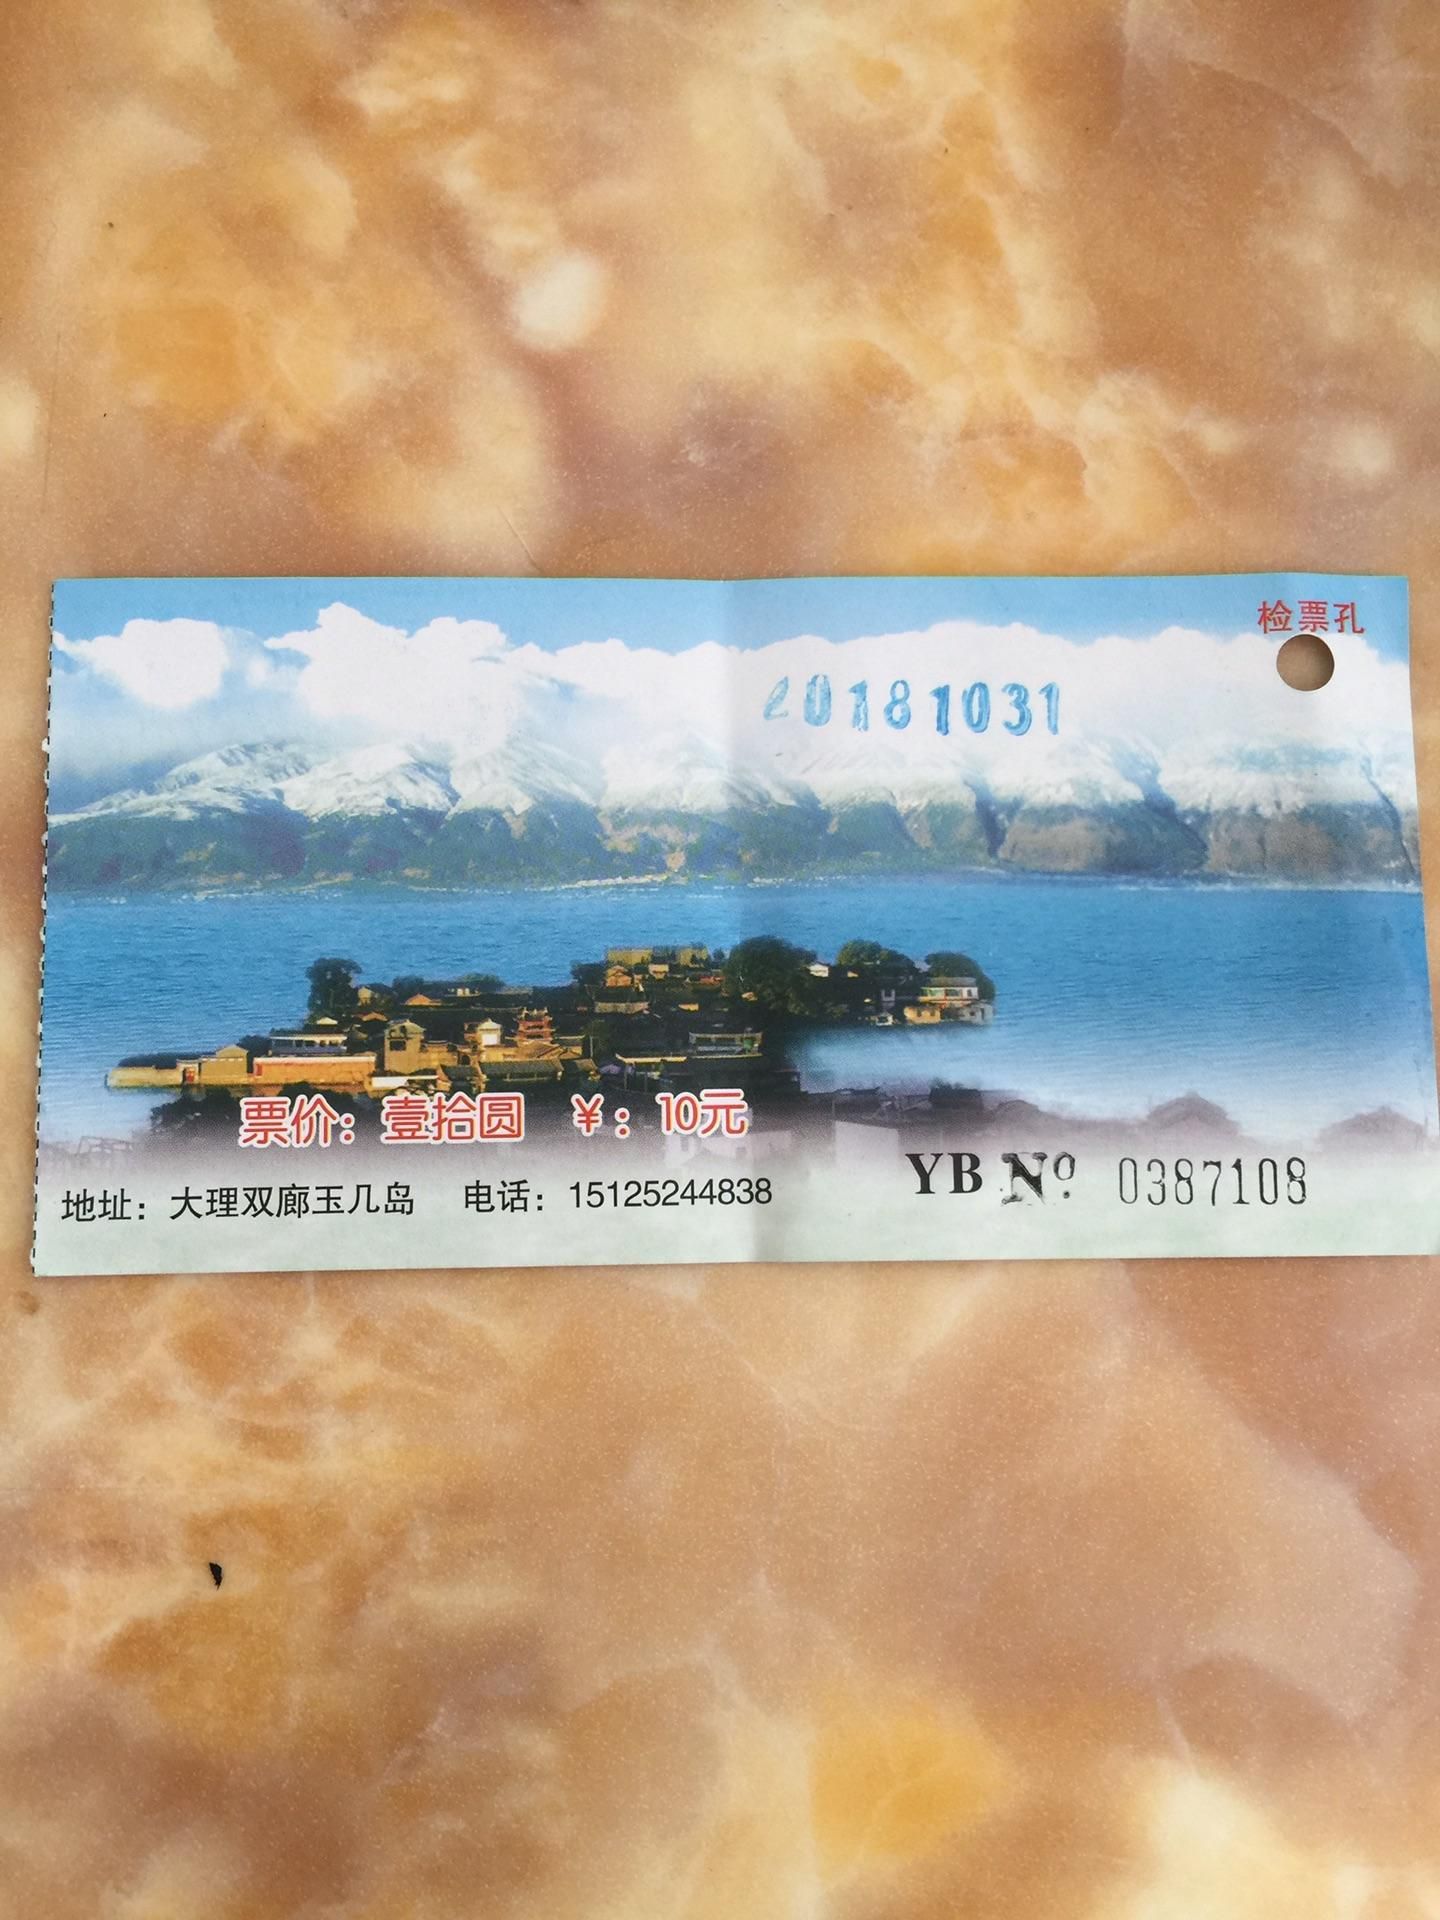 检票孔
20181031
票价：壹拾圆 ￥：10元
YB Nº 0387108
地址：大理双廊玉几岛 电话：15125244838